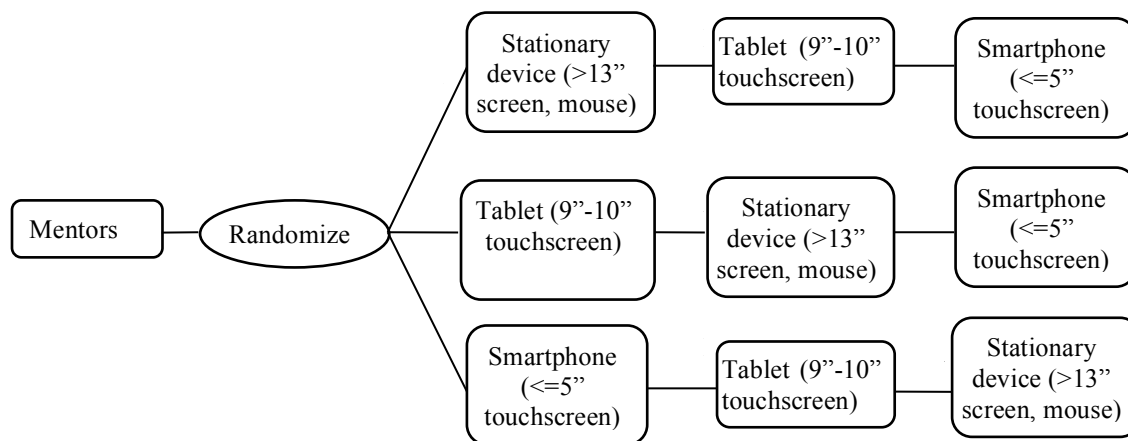 Mentors
Randomize
Stationary
device (>13”
screen, mouse)
Tablet (9”-10”
touchscreen)
Smartphone
(<=5”
touchscreen)
Tablet (9”-10”
touchscreen)
Stationary
device (>13”
screen, mouse)
Smartphone
(<=5”
touchscreen)
Smartphone
(<=5”
touchscreen)
Tablet (9”-10”
touchscreen)
Stationary
device (>13”
screen, mouse)